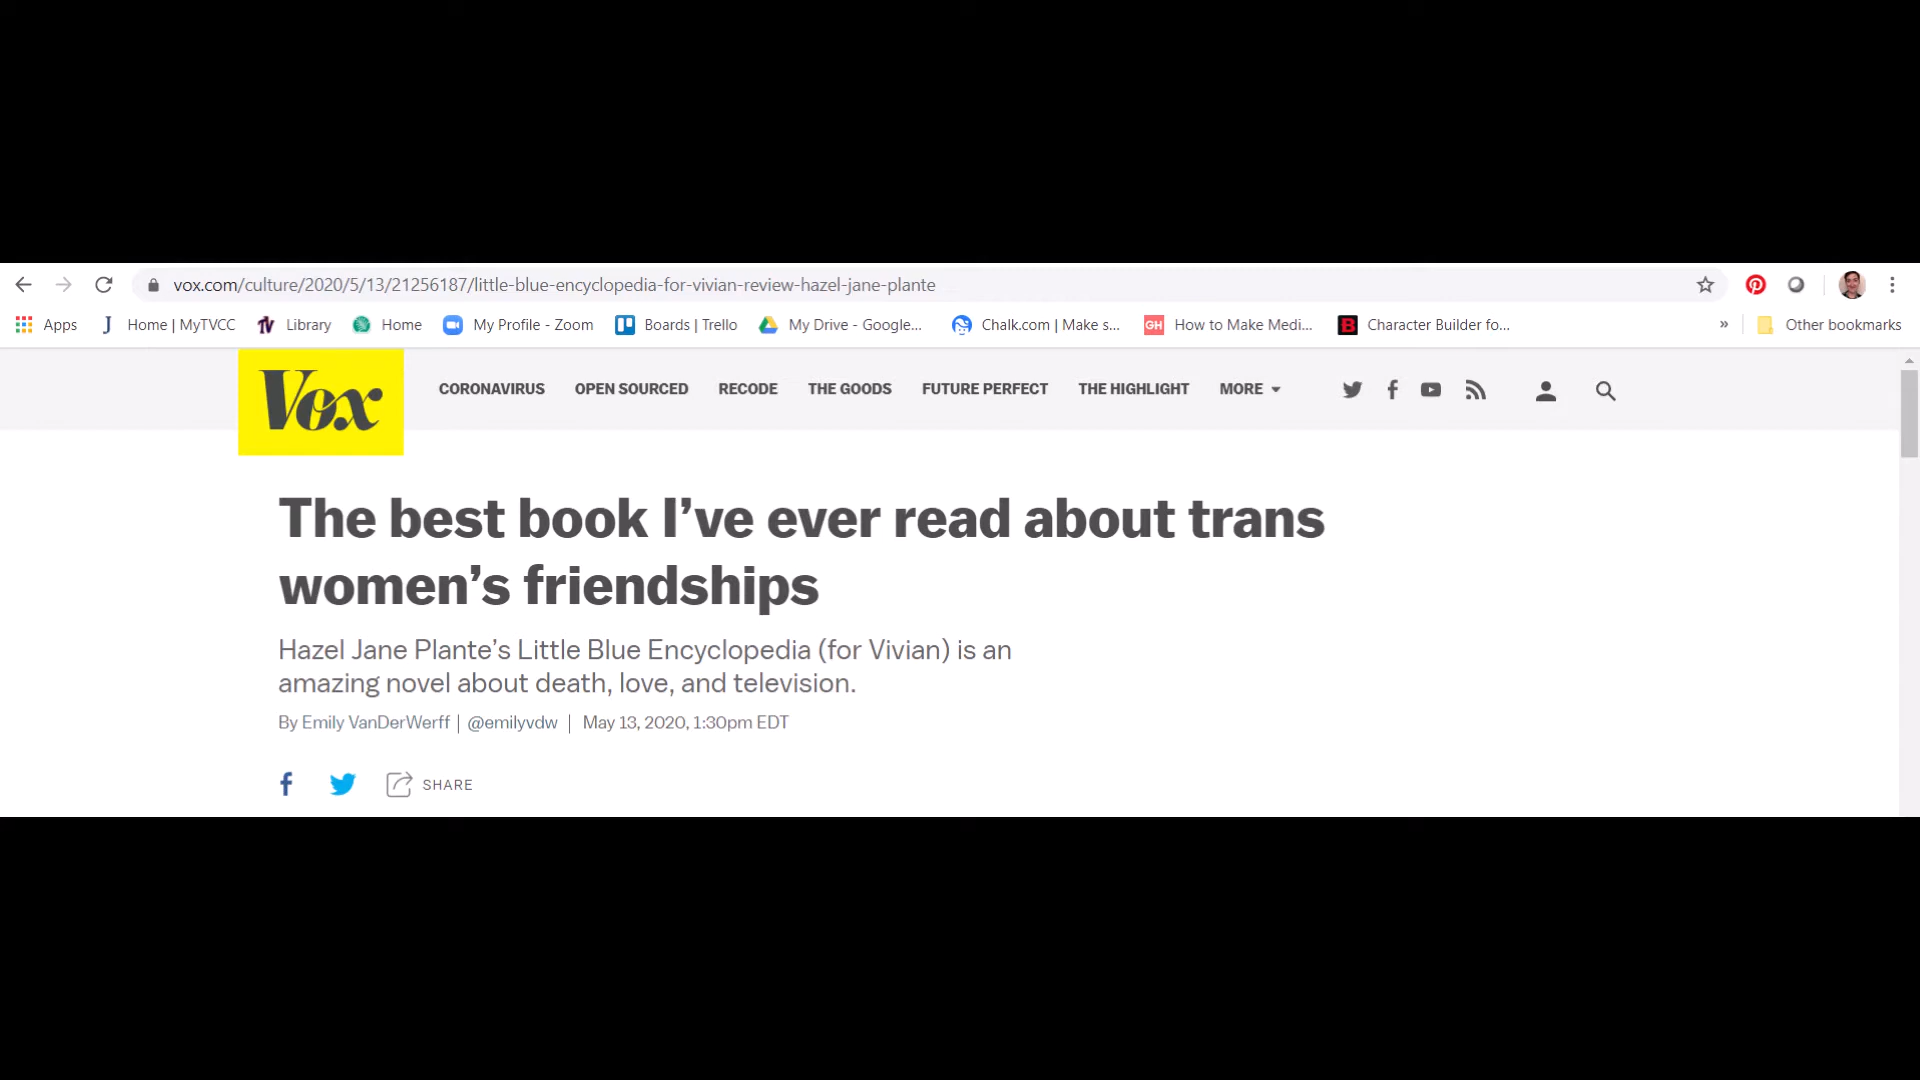 vox.com/culture/2020/5/13/21256187/little-blue-encyclopedia-for-vivian-review-hazel-jane-plante
Apps J Home | MyTVCC Library Home My Profile - Zoom Boards | Trello My Drive - Google... Chalk.com | Make s... GH How to Make Medi... B Character Builder fo... » Other bookmarks
Vox CORONAVIRUS OPEN SOURCED RECODE THE GOODS FUTURE PERFECT THE HIGHLIGHT MORE
The best book I’ve ever read about trans
women’s friendships
Hazel Jane Plante’s Little Blue Encyclopedia (for Vivian) is an
amazing novel about death, love, and television.
By Emily VanDerWerff | @emilyvdw | May 13, 2020, 1:30pm EDT
SHARE